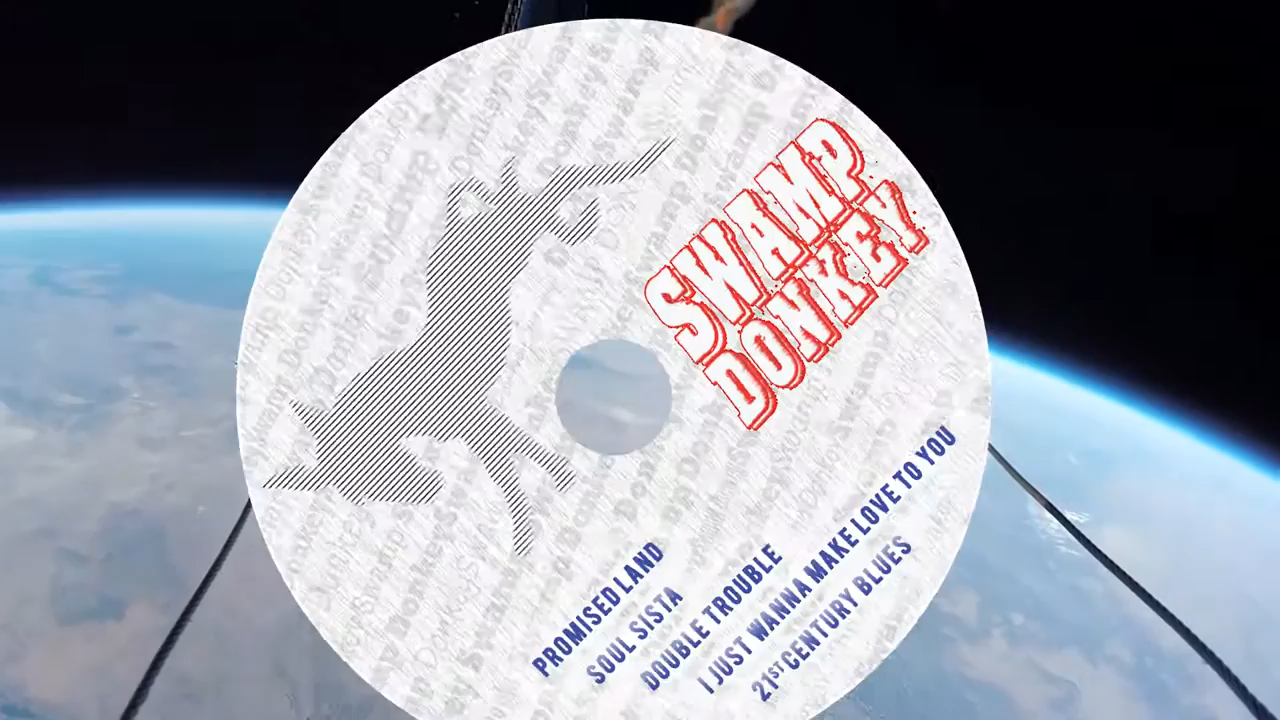 SWAMP
DONKEY
PROMISED LAND
SOUL SISTA
DOUBLE TROUBLE
I JUST WANNA MAKE LOVE TO YOU
21ST CENTURY BLUES